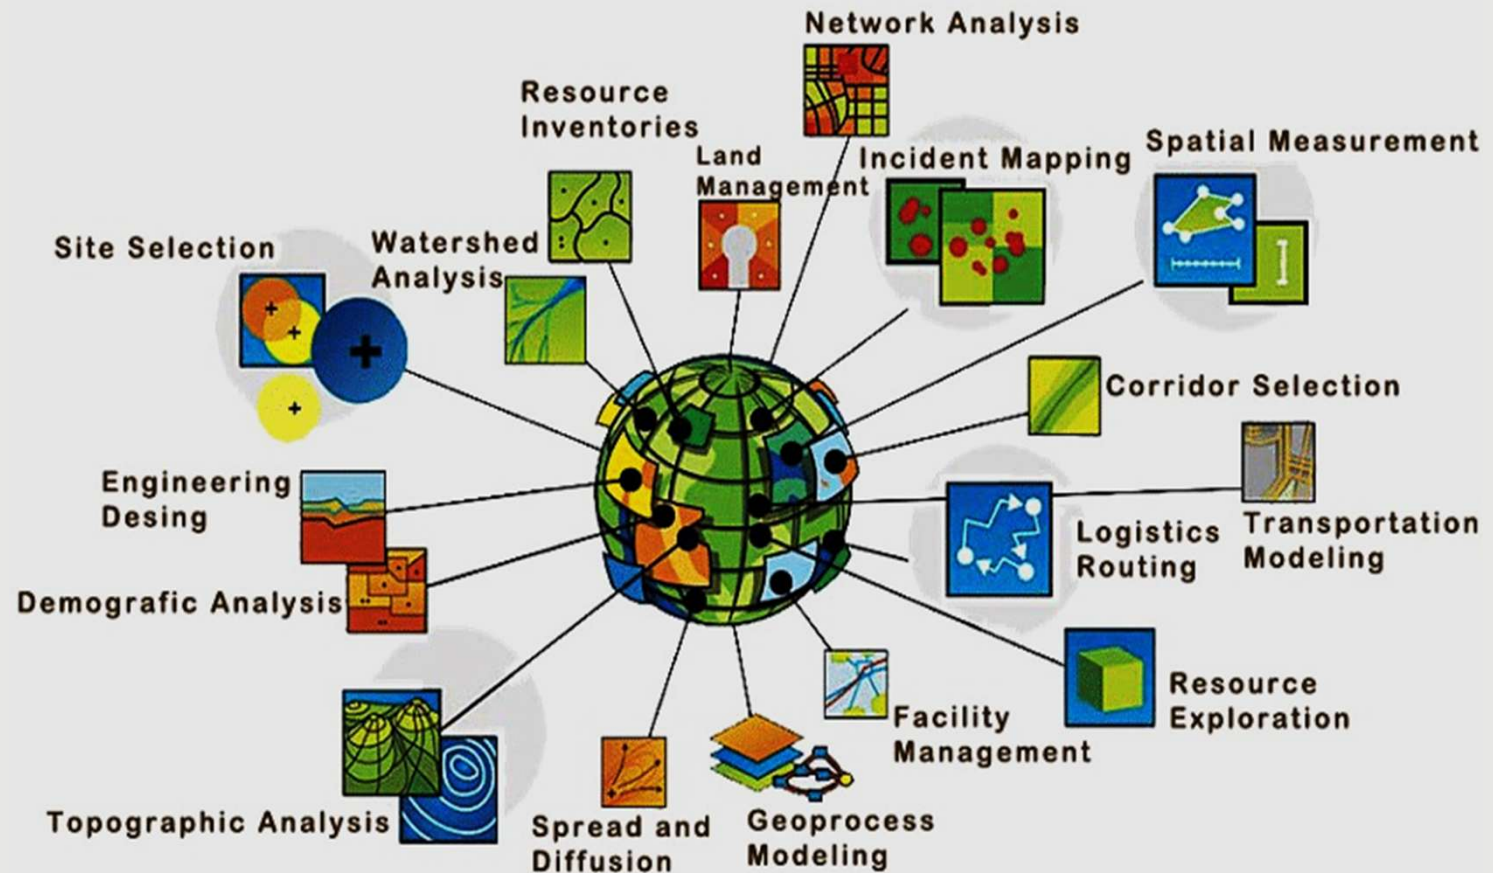 Network Analysis
Resource
Inventories
Land
Management
Incident Mapping
Spatial Measurement
Site Selection
Watershed
Analysis
Corridor Selection
Engineering
Desing
Logistics
Routing
Transportation
Modeling
Demografic Analysis
Resource
Exploration
Facility
Management
Topographic Analysis
Spread and
Diffusion
Geoprocess
Modeling